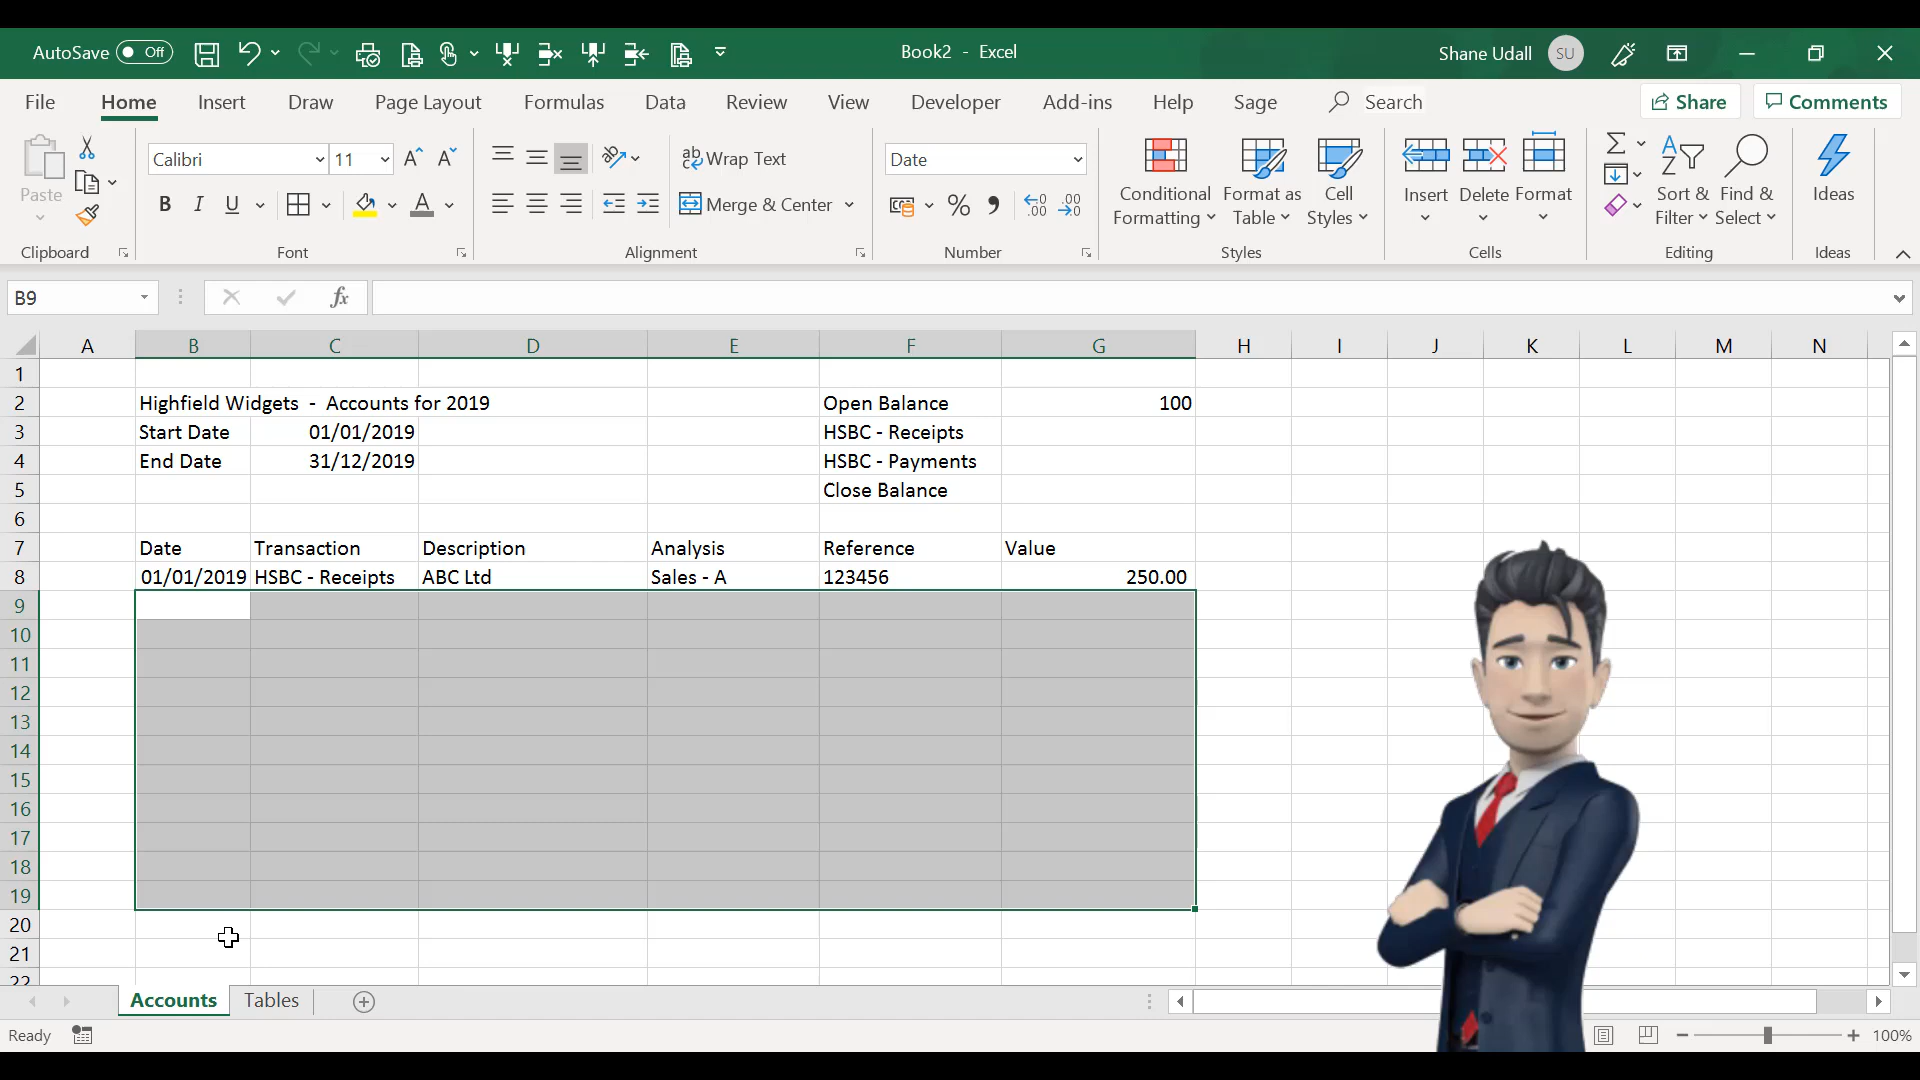 AutoSave Off Book2 - Excel Shane Udall SU
File Home Insert Draw Page Layout Formulas Data Review View Developer Add-ins Help Sage Search Share Comments
Paste
Clipboard
Calibri 11
B I U
Font
Wrap Text
Merge & Center
Alignment
Date
Number
Conditional Formatting
Format as Table
Cell Styles
Styles
Insert Delete Format
Cells
Sort & Filter
Find & Select
Editing
Ideas
Ideas
B9 fx
A B C D E F G H I J K L M N
1
2 Highfield Widgets - Accounts for 2019 Open Balance 100
3 Start Date 01/01/2019 HSBC - Receipts
4 End Date 31/12/2019 HSBC - Payments
5 Close Balance
6
7 Date Transaction Description Analysis Reference Value
8 01/01/2019 HSBC - Receipts ABC Ltd Sales - A 123456 250.00
9
10
11
12
13
14
15
16
17
18
19
20
21
22
Accounts Tables
Ready 100%